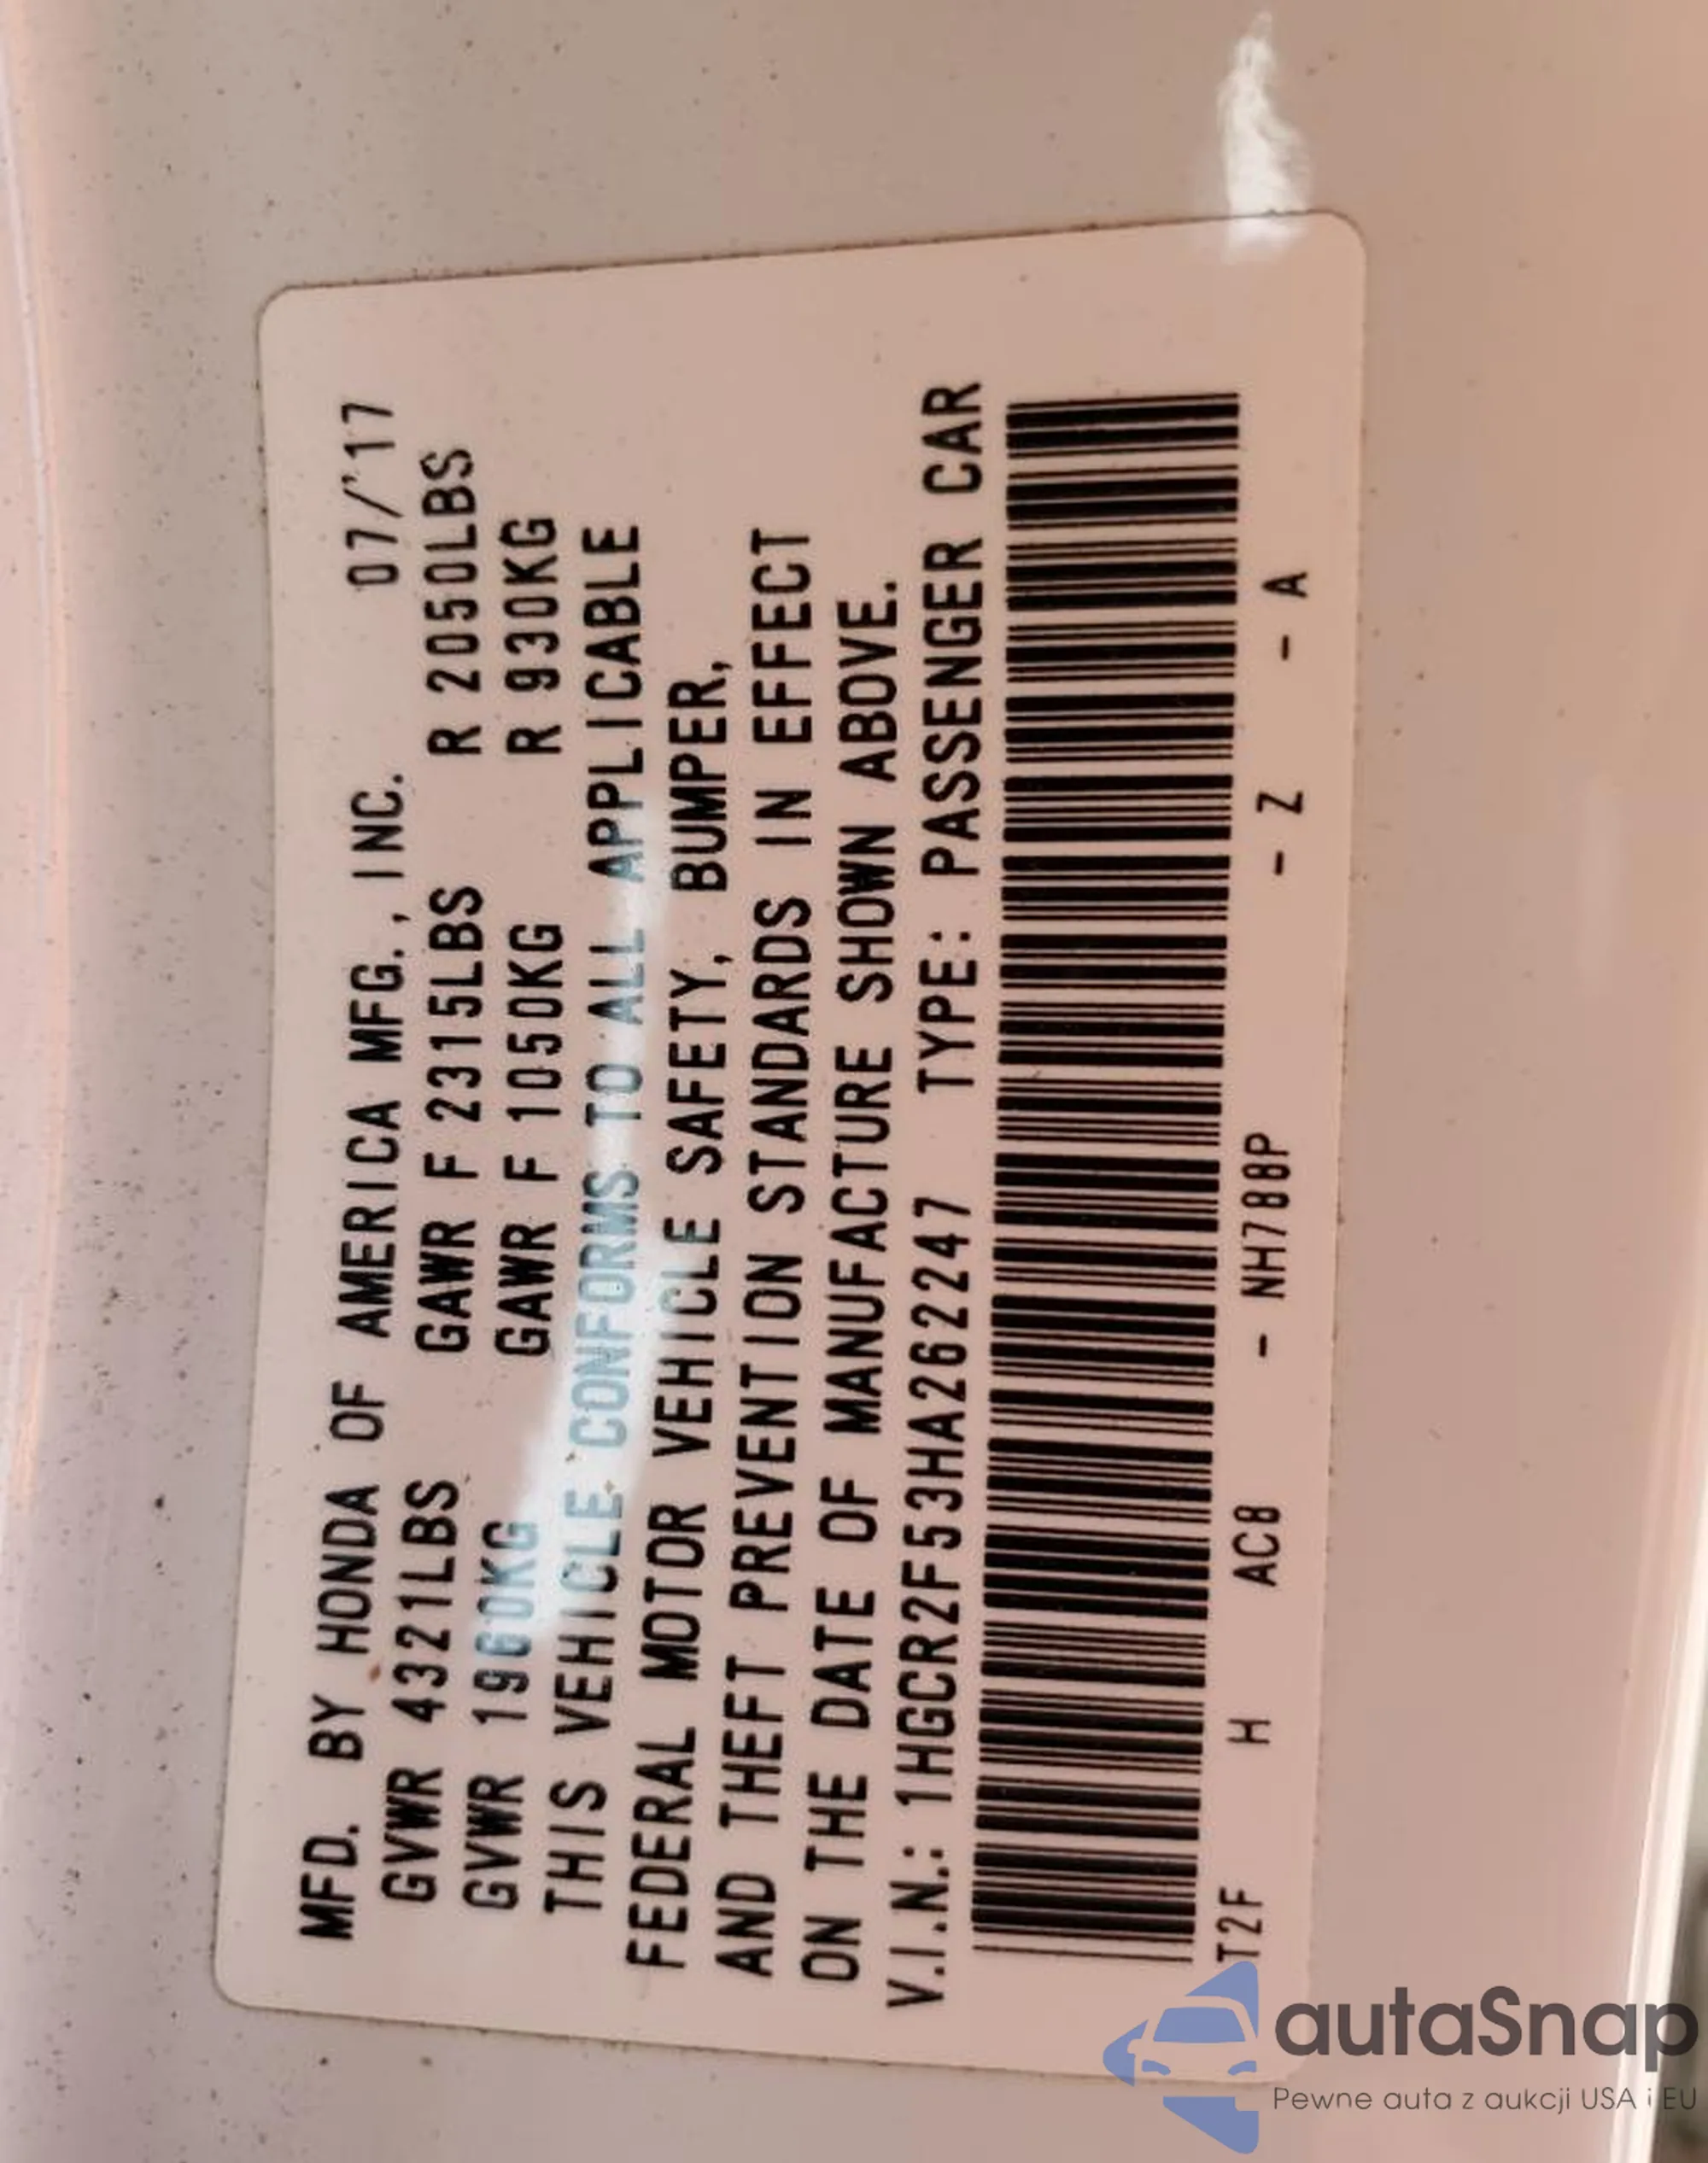 MFD. BY HONDA OF AMERICA MFG., INC. 07/'17
GVWR 4321LBS GAWR F 2315LBS R 2050LBS
GVWR 1960KG GAWR F 1050KG R 930KG
THIS VEHICLE CONFORMS TO ALL APPLICABLE
FEDERAL MOTOR VEHICLE SAFETY, BUMPER,
AND THEFT PREVENTION STANDARDS IN EFFECT
ON THE DATE OF MANUFACTURE SHOWN ABOVE.
V.I.N.: 1HGCR2F53HA262247 TYPE: PASSENGER CAR
T2F H AC8 - NH788P - Z - A
autaSnap
Pewne auta z aukcji USA i EU